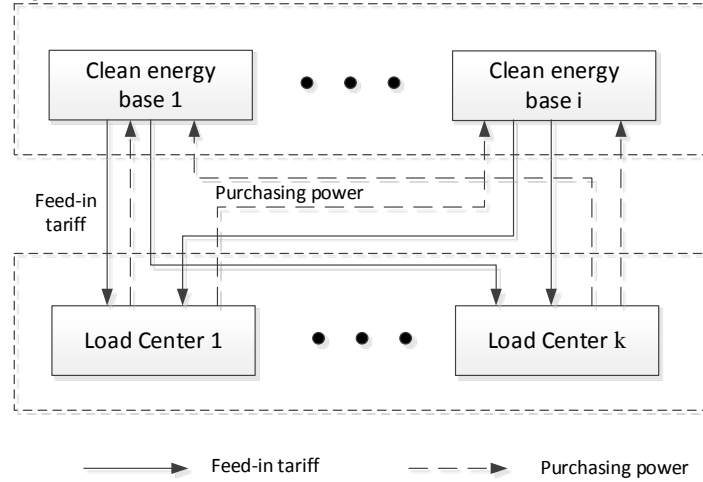 Clean energy
base 1
Clean energy
base i
Purchasing power
Feed-in
tariff
Load Center 1
Load Center k
Feed-in tariff
Purchasing power